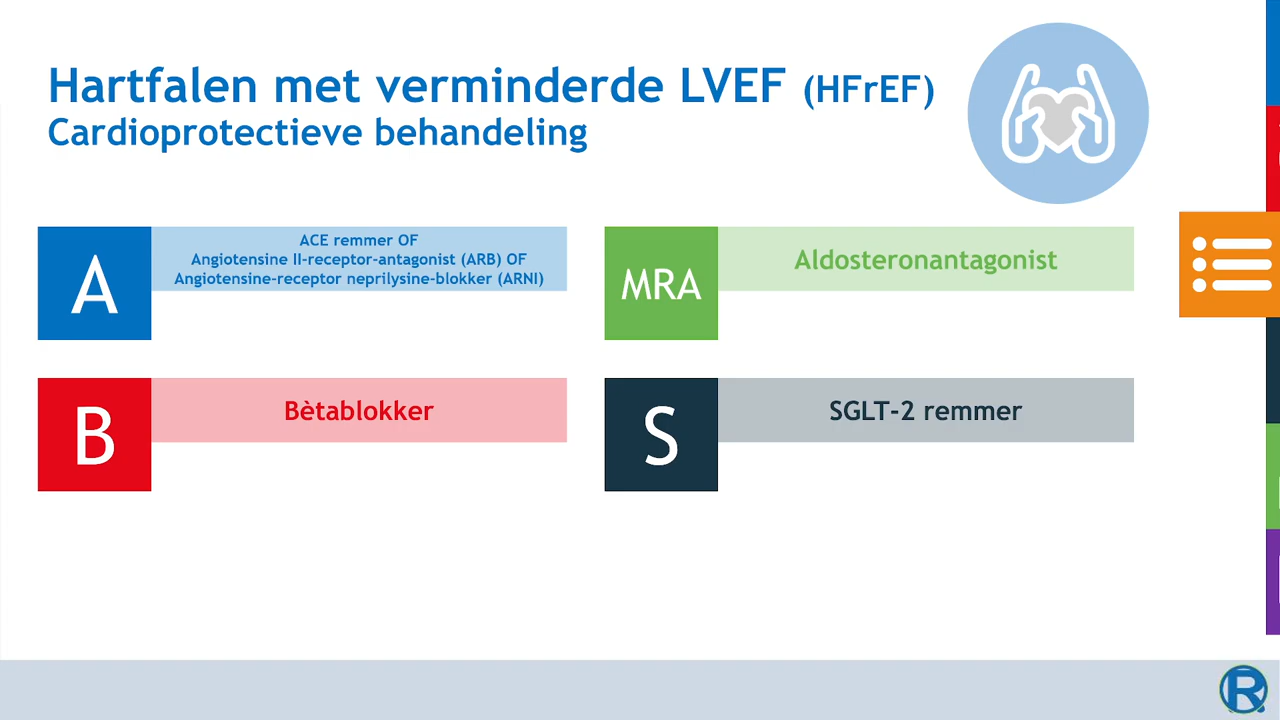 Hartfalen met verminderde LVEF (HFrEF)
Cardioprotectieve behandeling
A
ACE remmer OF
Angiotensine II-receptor-antagonist (ARB) OF
Angiotensine-receptor neprilysine-blokker (ARNI)
MRA
Aldosteronantagonist
B
Bètablokker
S
SGLT-2 remmer
R